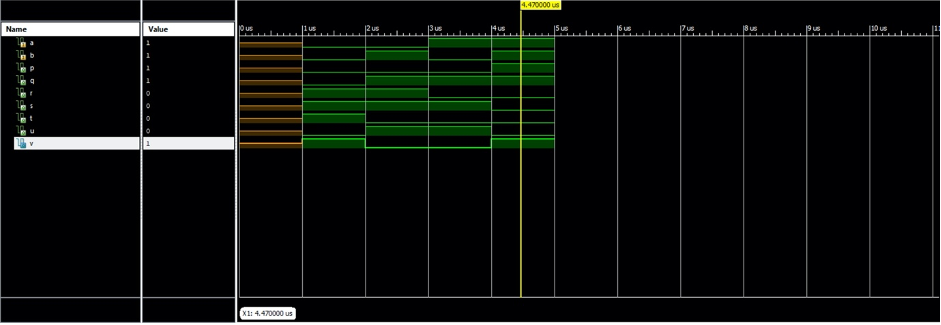 4.470000 us
Name Value
0 us 1 us 2 us 3 us 4 us 5 us 6 us 7 us 8 us 9 us 10 us 11
a 1
b 1
p 1
q 1
r 0
s 0
t 0
u 0
v 1
X1: 4.470000 us